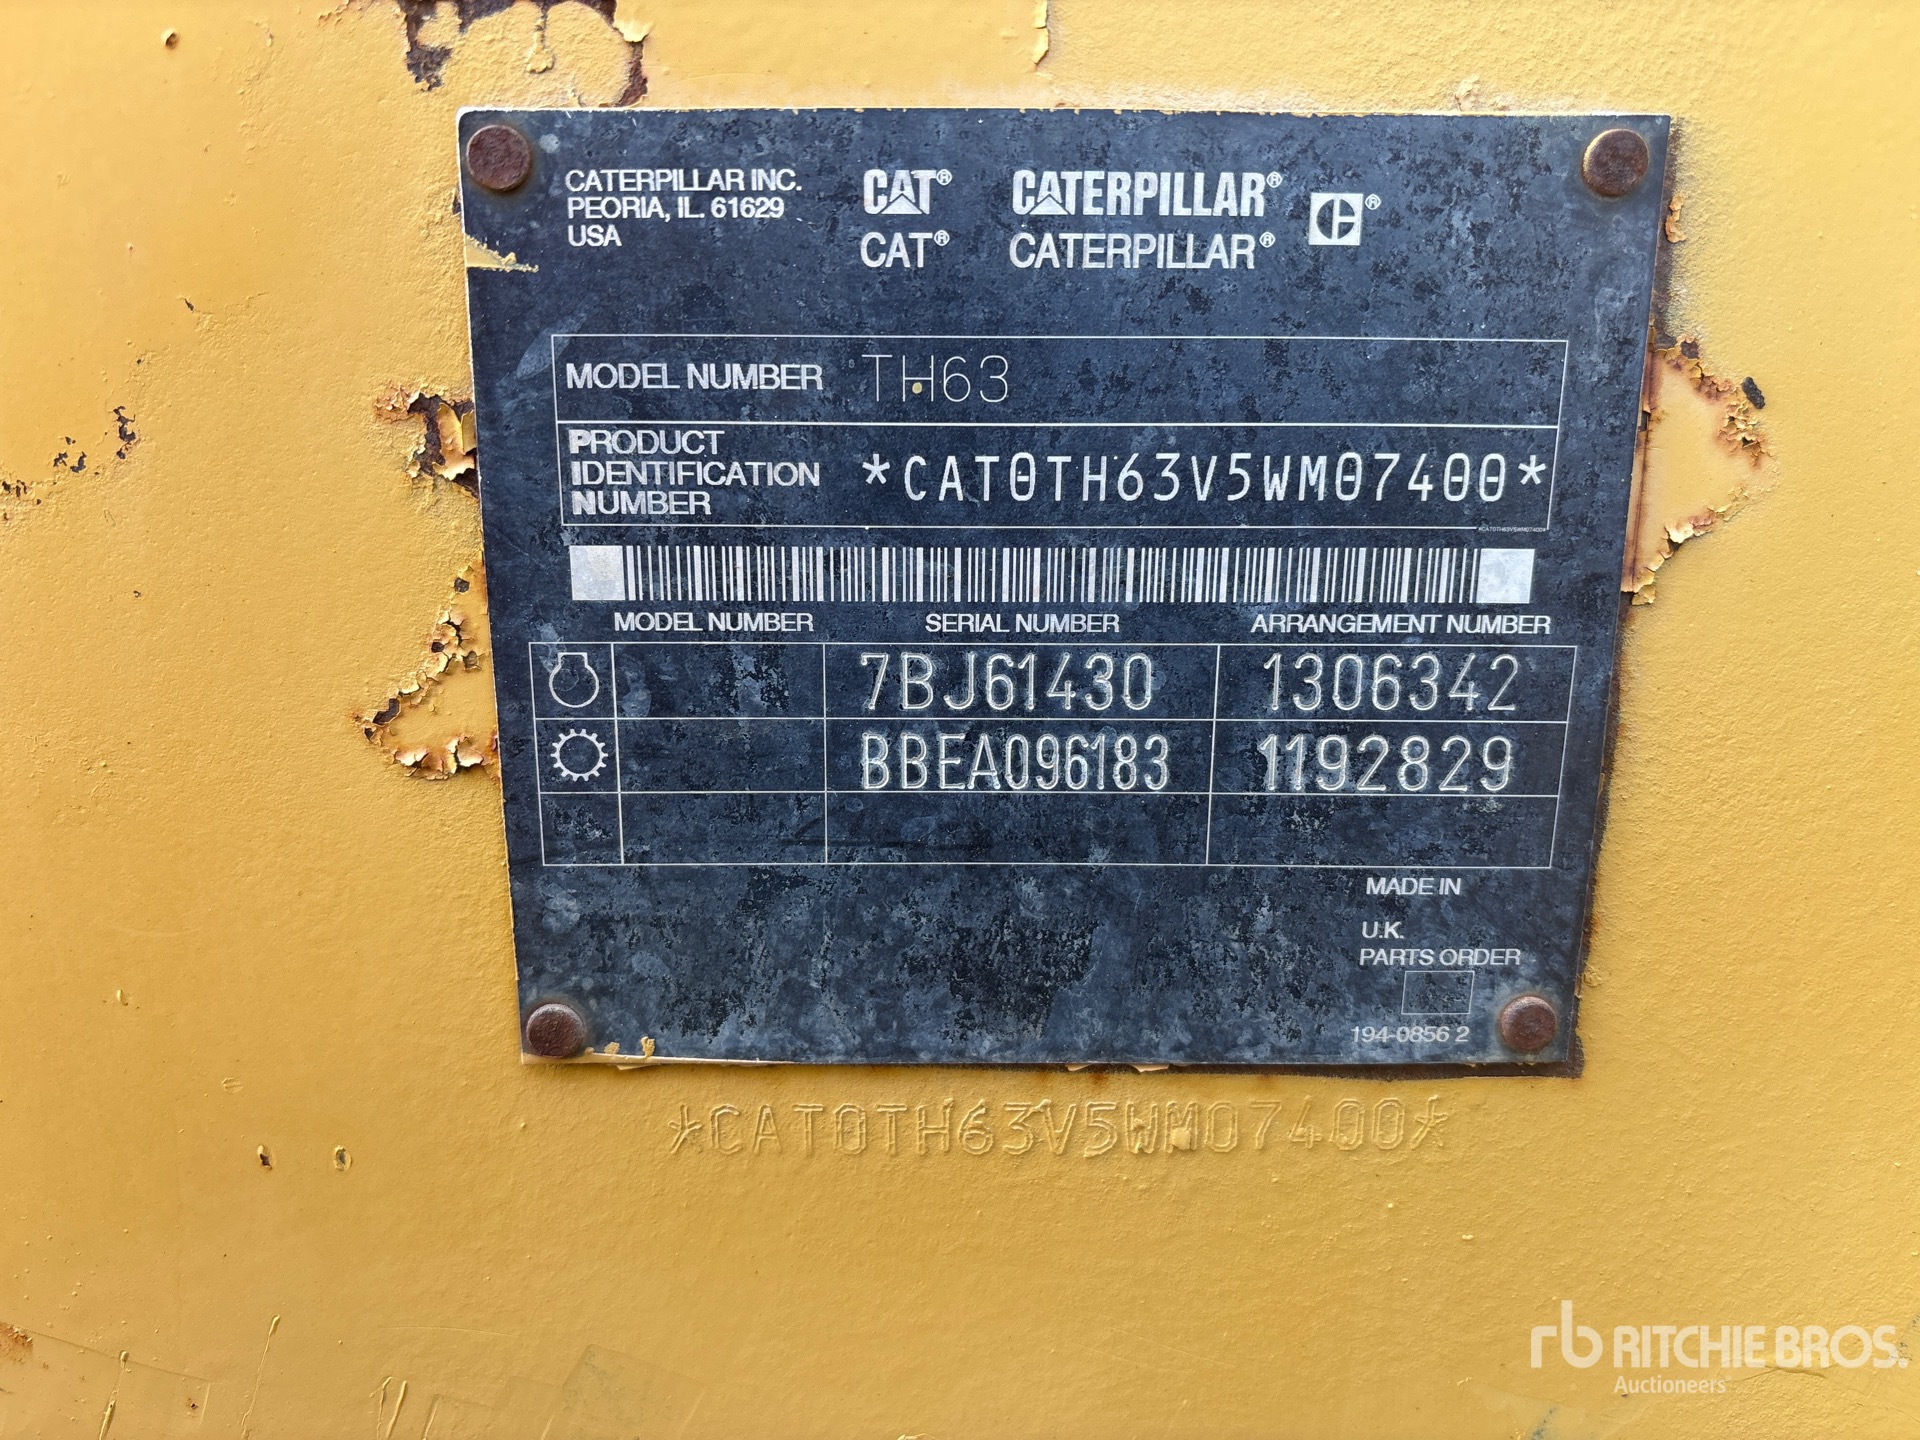 CATERPILLAR INC.
PEORIA, IL. 61629
USA
CAT® CATERPILLAR® ®
CAT® CATERPILLAR®
MODEL NUMBER TH63
PRODUCT
IDENTIFICATION
NUMBER
*CAT0TH63V5WM07400*
*CAT0TH63V5WM07400*
MODEL NUMBER SERIAL NUMBER ARRANGEMENT NUMBER
7BJ61430 1306342
BBEA096183 1192829
MADE IN
U.K.
PARTS ORDER
194-0856 2
*CAT0TH63V5WM07400*
rb RITCHIE BROS.
Auctioneers